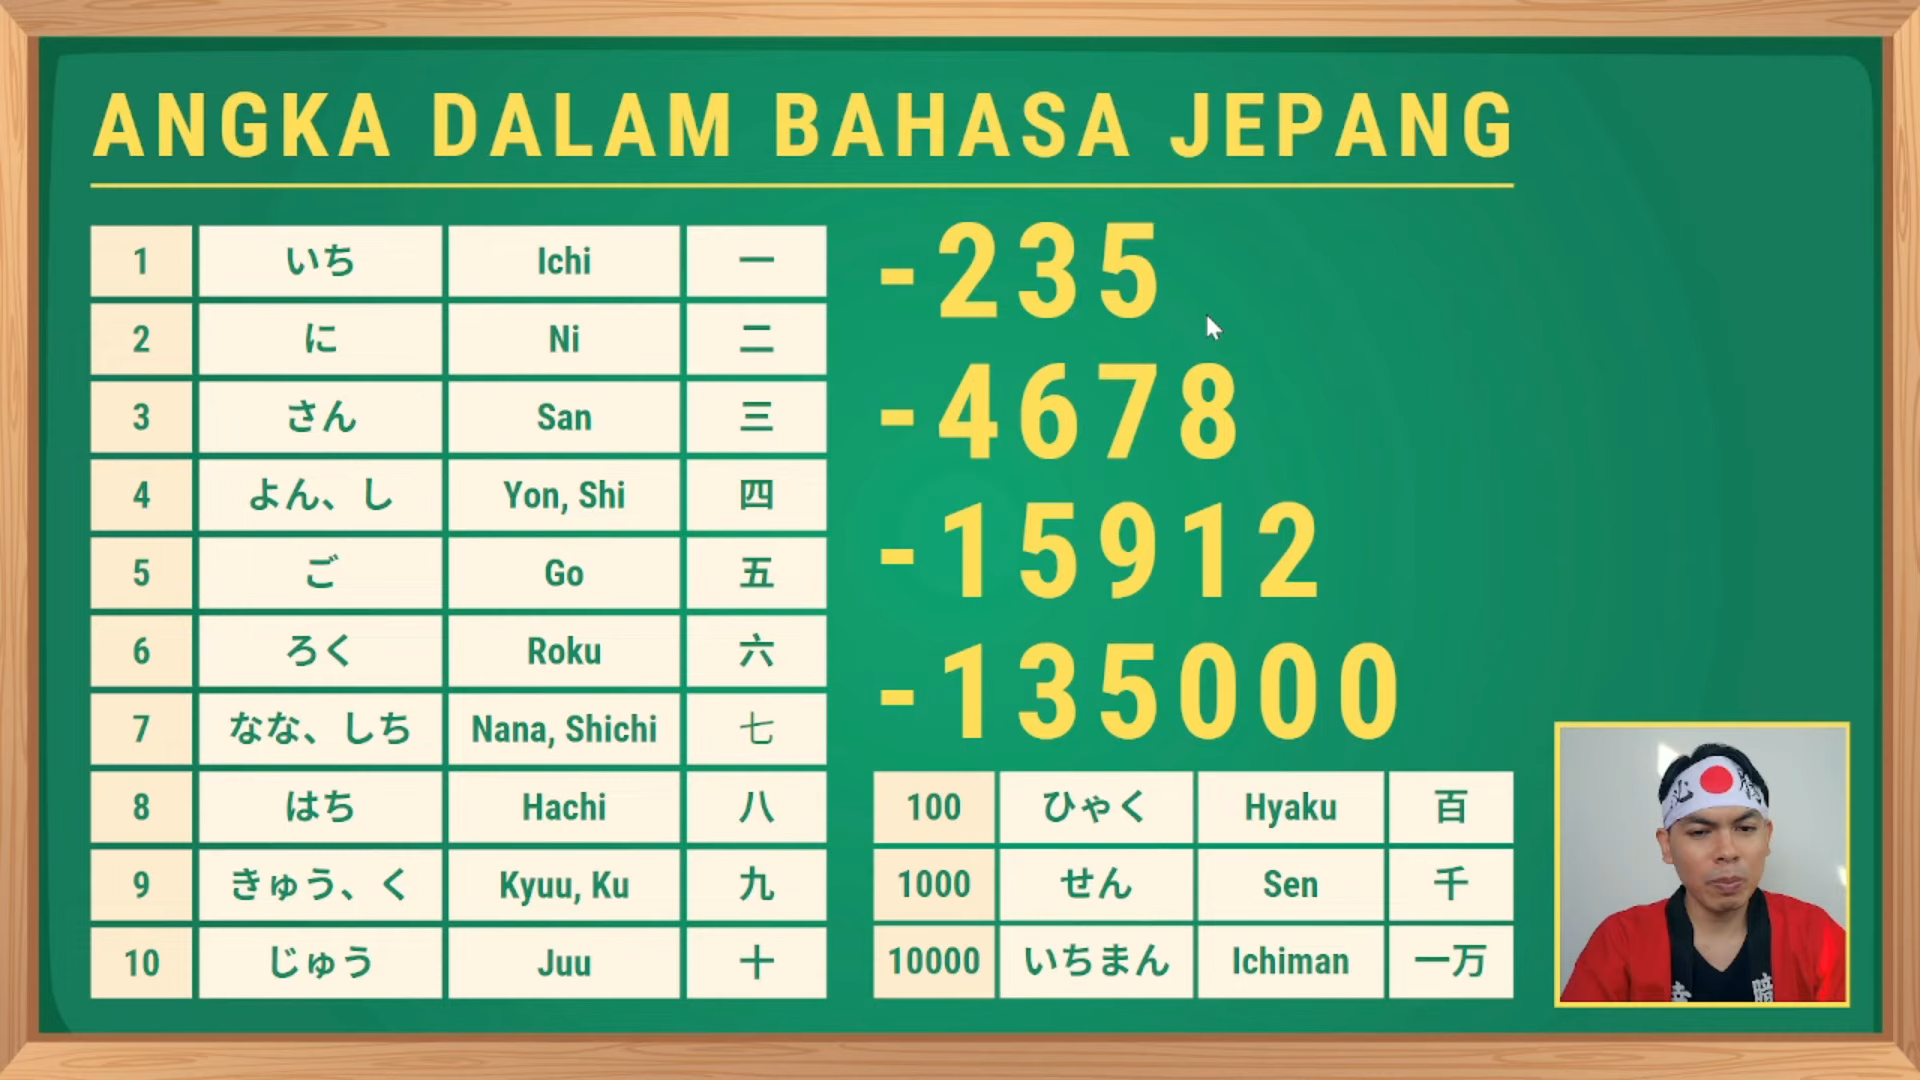 ANGKA DALAM BAHASA JEPANG
1 いち Ichi 一
2 に Ni 二
3 さん San 三
4 よん、し Yon, Shi 四
5 ご Go 五
6 ろく Roku 六
7 なな、しち Nana, Shichi 七
8 はち Hachi 八
9 きゅう、く Kyuu, Ku 九
10 じゅう Juu 十
-235
-4678
-15912
-135000
100 ひゃく Hyaku 百
1000 せん Sen 千
10000 いちまん Ichiman 一万